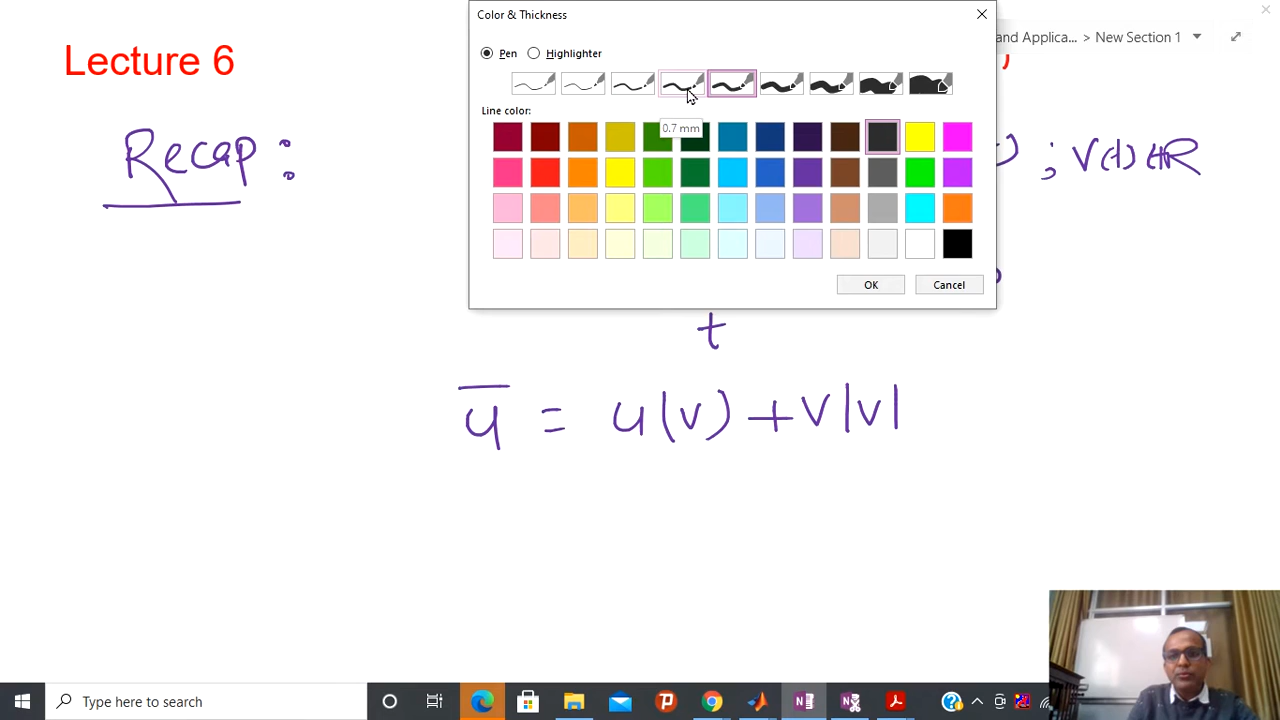 Color & Thickness
Pen Highlighter
and Applica... > New Section 1
Lecture 6
Line color:
0.7 mm
Recap :
; V(t) ∈ R
OK Cancel
t
u̅ = u(v) + v|v|
Type here to search